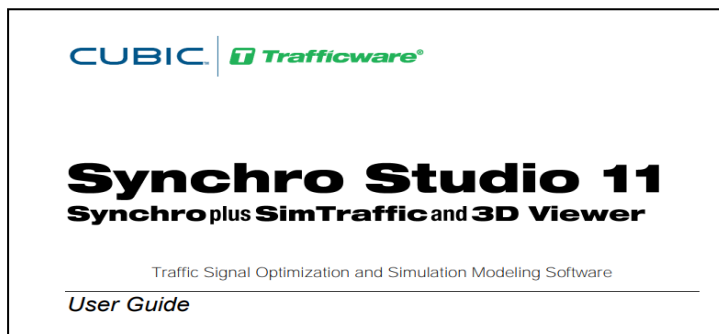 CUBIC™ T Trafficware®
Synchro Studio 11
Synchro plus SimTraffic and 3D Viewer
Traffic Signal Optimization and Simulation Modeling Software
User Guide